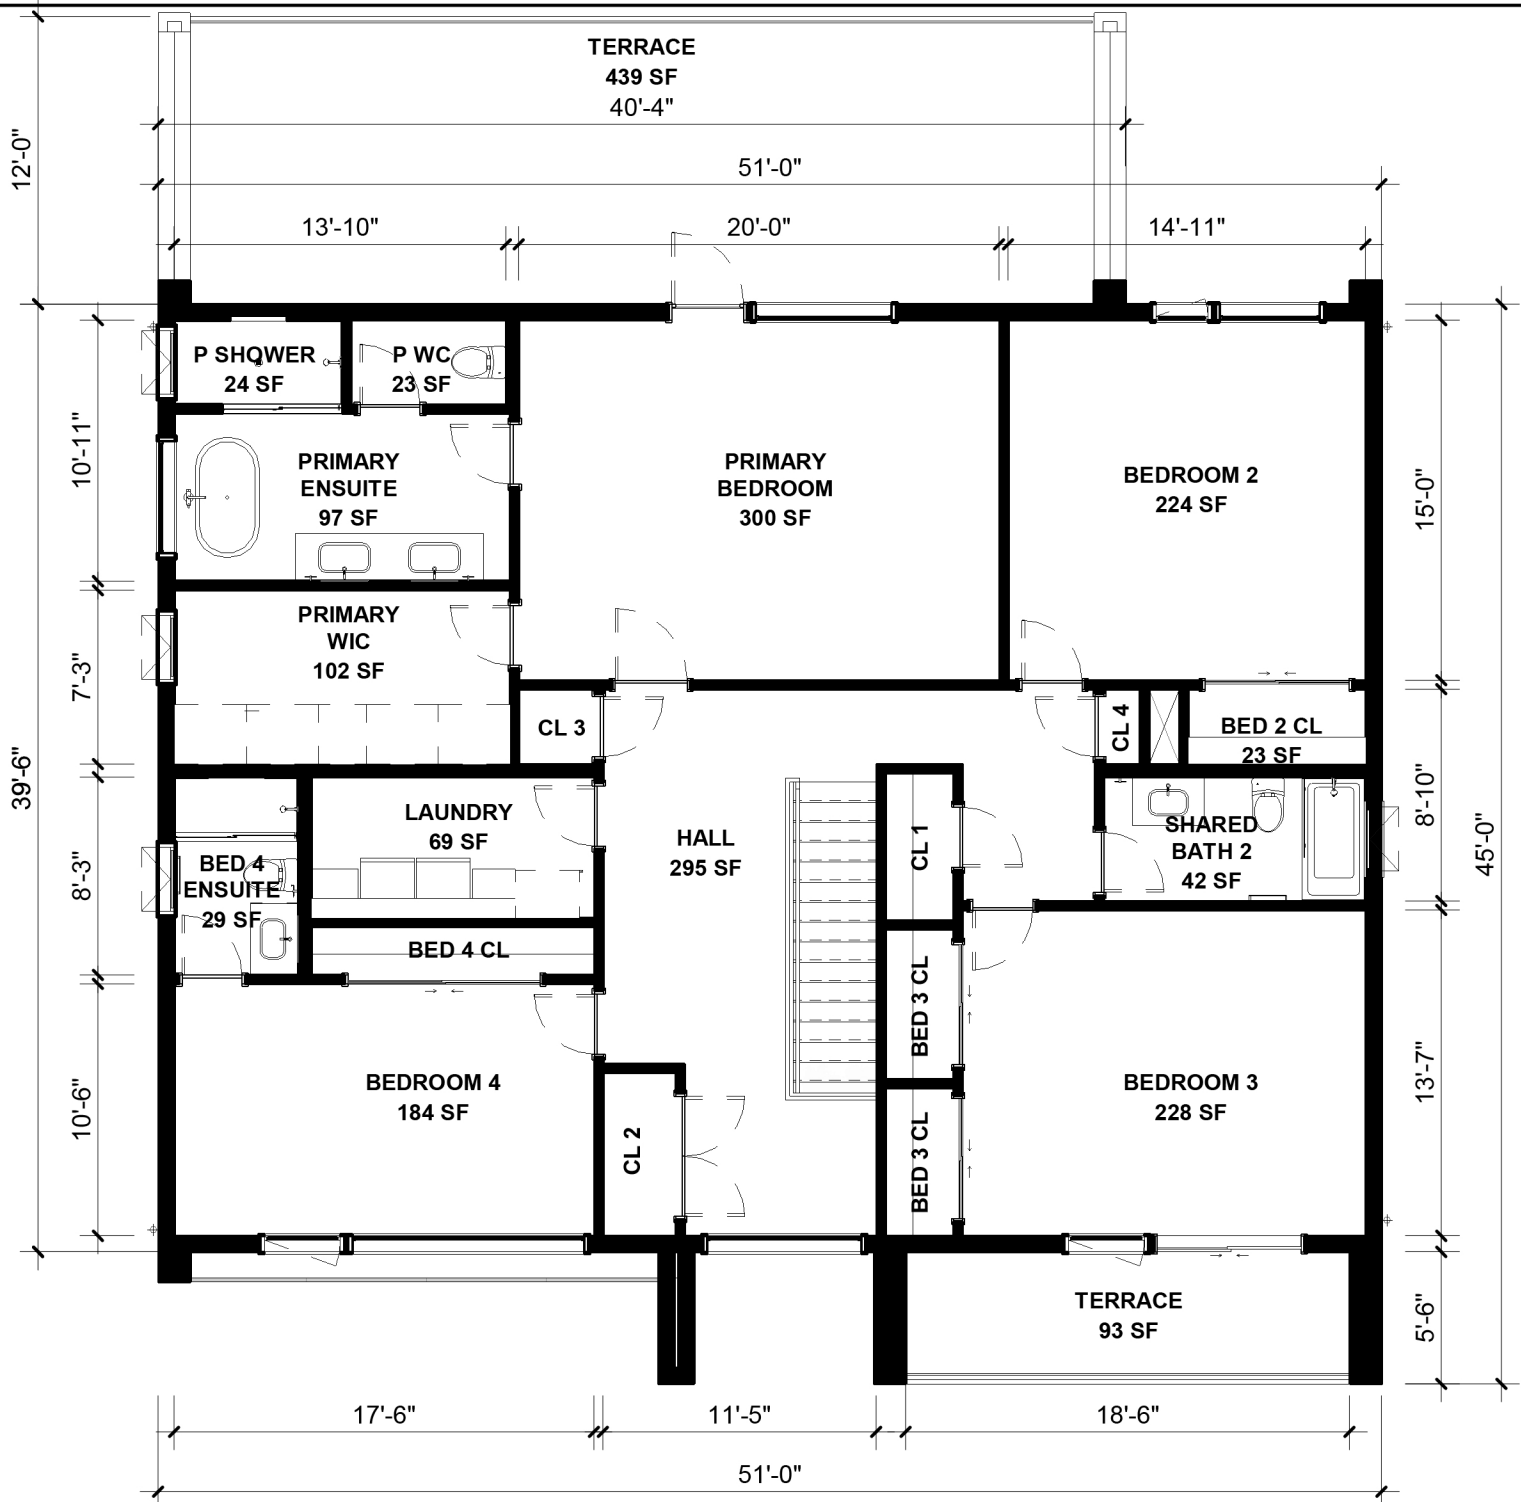 TERRACE
439 SF
40'-4"
12'-0"
51'-0"
13'-10"
20'-0"
14'-11"
P SHOWER
24 SF
P WC
23 SF
10'-11"
PRIMARY
ENSUITE
97 SF
PRIMARY
BEDROOM
300 SF
BEDROOM 2
224 SF
15'-0"
PRIMARY
WIC
102 SF
7'-3"
CL 3
CL 4
BED 2 CL
23 SF
39'-6"
LAUNDRY
69 SF
HALL
295 SF
CL 1
SHARED
BATH 2
42 SF
8'-10"
45'-0"
8'-3"
BED 4
ENSUITE
29 SF
BED 4 CL
BED 3 CL
BEDROOM 4
184 SF
10'-6"
CL 2
BED 3 CL
BEDROOM 3
228 SF
13'-7"
TERRACE
93 SF
5'-6"
17'-6"
11'-5"
18'-6"
51'-0"